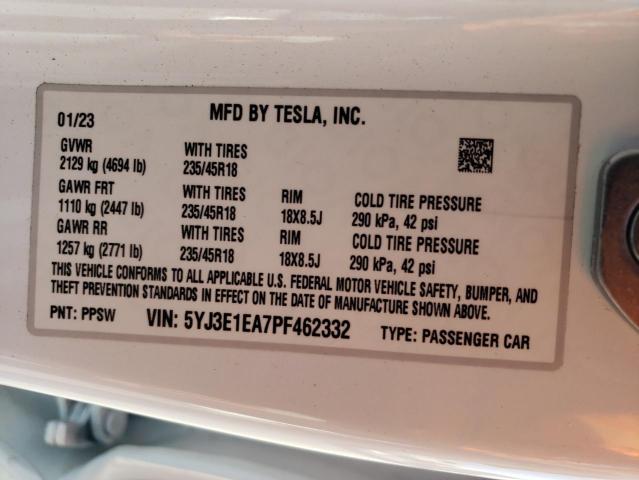 01/23 MFD BY TESLA, INC.
GVWR WITH TIRES
2129 kg (4694 lb) 235/45R18
GAWR FRT WITH TIRES RIM COLD TIRE PRESSURE
1110 kg (2447 lb) 235/45R18 18X8.5J 290 kPa, 42 psi
GAWR RR WITH TIRES RIM COLD TIRE PRESSURE
1257 kg (2771 lb) 235/45R18 18X8.5J 290 kPa, 42 psi
THIS VEHICLE CONFORMS TO ALL APPLICABLE U.S. FEDERAL MOTOR VEHICLE SAFETY, BUMPER, AND
THEFT PREVENTION STANDARDS IN EFFECT ON THE DATE OF MANUFACTURE SHOWN ABOVE.
PNT: PPSW VIN: 5YJ3E1EA7PF462332 TYPE: PASSENGER CAR